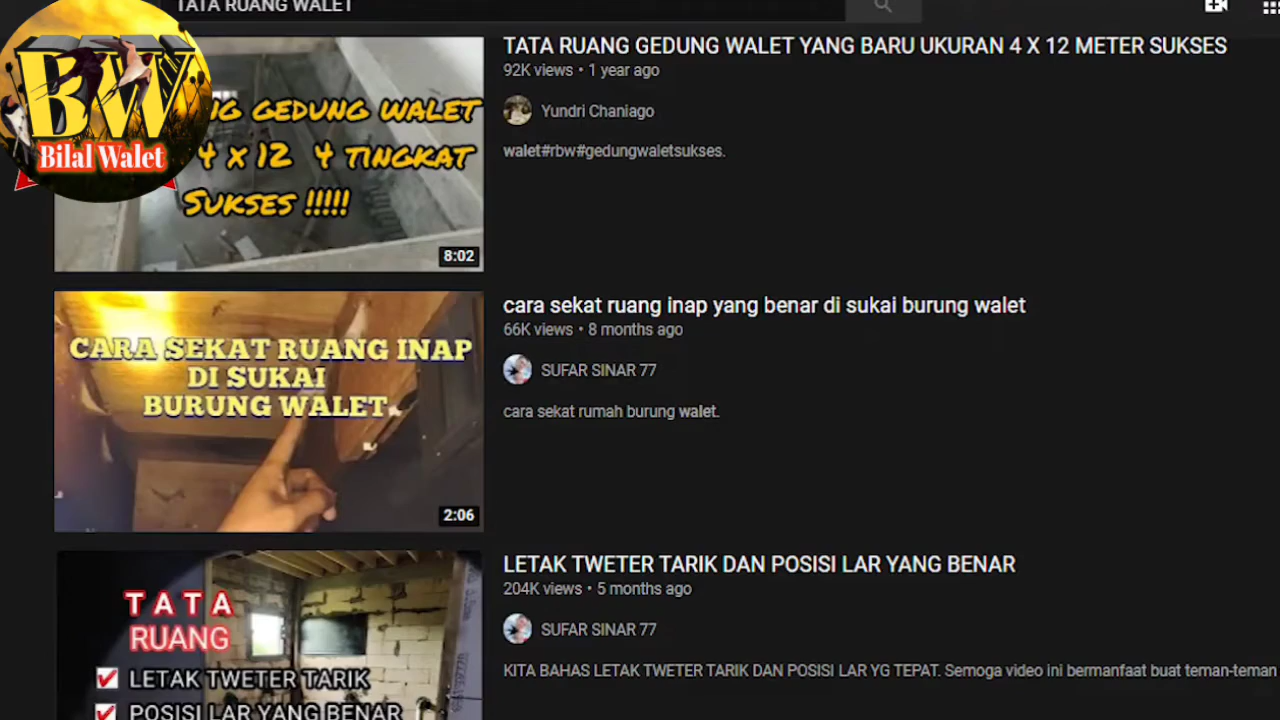 TATA RUANG WALET
BW
Bilal Walet
NG GEDUNG WALET
4 X 12 4 TINGKAT
SUKSES !!!!!
8:02
TATA RUANG GEDUNG WALET YANG BARU UKURAN 4 X 12 METER SUKSES
92K views • 1 year ago
Yundri Chaniago
walet#rbw#gedungwaletsukses.
CARA SEKAT RUANG INAP
DI SUKAI
BURUNG WALET
2:06
cara sekat ruang inap yang benar di sukai burung walet
66K views • 8 months ago
SUFAR SINAR 77
cara sekat rumah burung walet.
TATA
RUANG
LETAK TWETER TARIK
POSISI LAR YANG BENAR
LETAK TWETER TARIK DAN POSISI LAR YANG BENAR
204K views • 5 months ago
SUFAR SINAR 77
KITA BAHAS LETAK TWETER TARIK DAN POSISI LAR YG TEPAT. Semoga video ini bermanfaat buat teman-teman